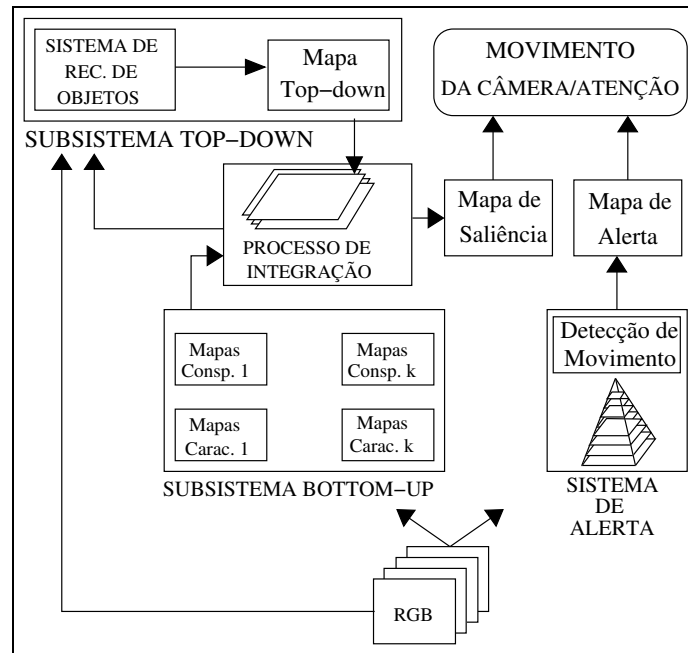 SISTEMA DE
REC. DE
OBJETOS
Mapa
Top-down
SUBSISTEMA TOP-DOWN
MOVIMENTO
DA CÂMERA/ATENÇÃO
PROCESSO DE
INTEGRAÇÃO
Mapa de
Saliência
Mapa de
Alerta
Mapas
Consp. 1
Mapas
Consp. k
Mapas
Carac. 1
Mapas
Carac. k
SUBSISTEMA BOTTOM-UP
Detecção de
Movimento
SISTEMA
DE
ALERTA
RGB